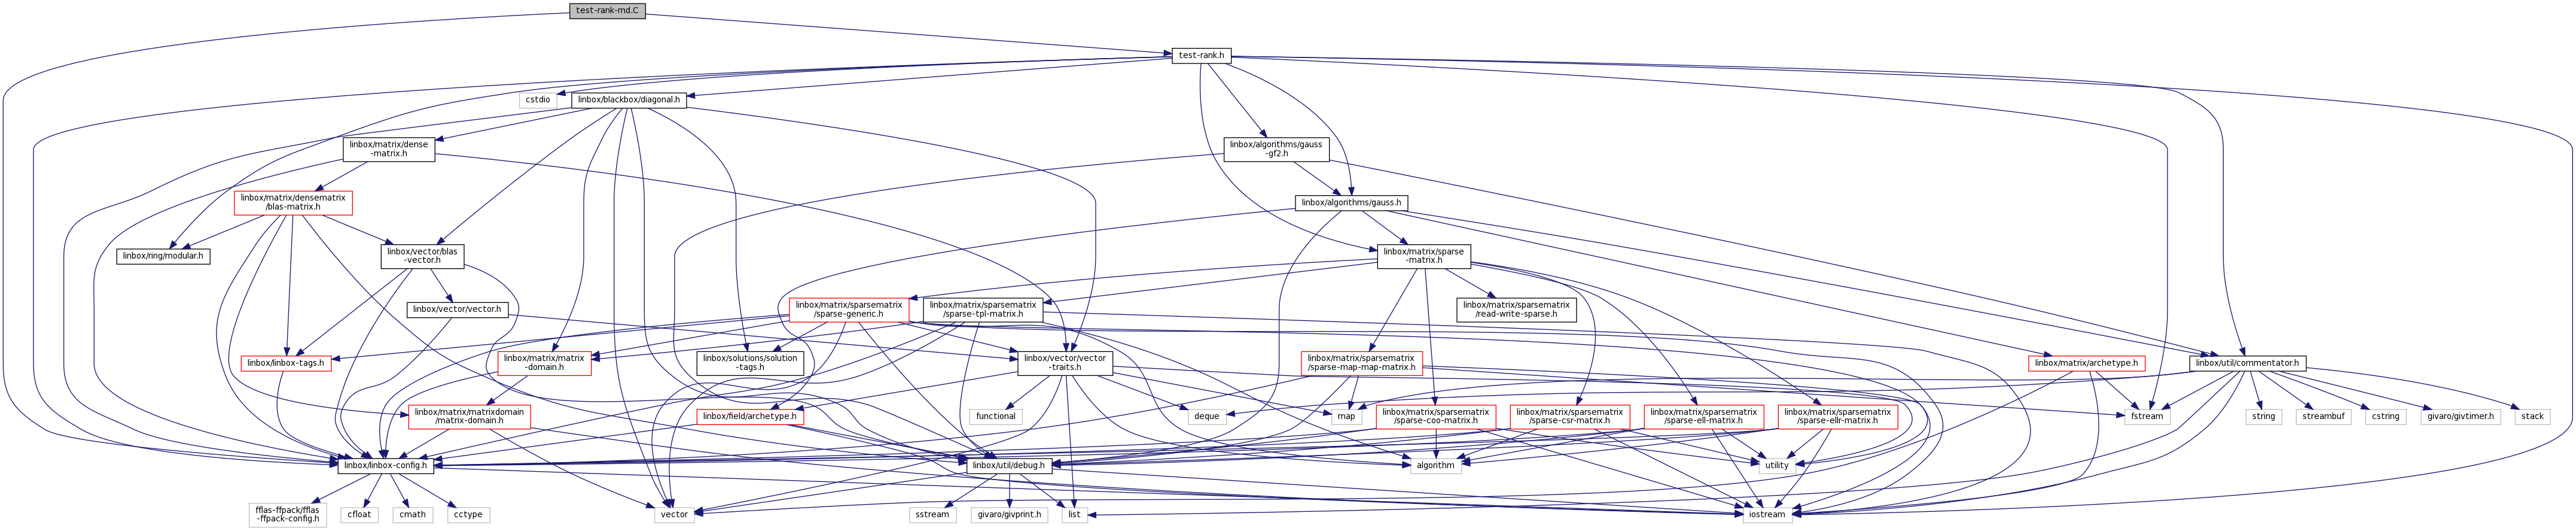 test-rank-md.C
test-rank.h
cstdio
linbox/blackbox/diagonal.h
linbox/matrix/dense
-matrix.h
linbox/algorithms/gauss
-gf2.h
linbox/matrix/densematrix
/blas-matrix.h
linbox/algorithms/gauss.h
linbox/ring/modular.h
linbox/vector/blas
-vector.h
linbox/matrix/sparse
-matrix.h
linbox/vector/vector.h
linbox/matrix/sparsematrix
/sparse-generic.h
linbox/matrix/sparsematrix
/sparse-tpl-matrix.h
linbox/matrix/sparsematrix
/read-write-sparse.h
linbox/linbox-tags.h
linbox/matrix/matrix
-domain.h
linbox/solutions/solution
-tags.h
linbox/vector/vector
-traits.h
linbox/matrix/sparsematrix
/sparse-map-map-matrix.h
linbox/matrix/archetype.h
linbox/util/commentator.h
linbox/matrix/matrixdomain
/matrix-domain.h
linbox/field/archetype.h
functional
deque
map
linbox/matrix/sparsematrix
/sparse-coo-matrix.h
linbox/matrix/sparsematrix
/sparse-csr-matrix.h
linbox/matrix/sparsematrix
/sparse-ell-matrix.h
linbox/matrix/sparsematrix
/sparse-ellr-matrix.h
fstream
string
streambuf
cstring
givaro/givtimer.h
stack
linbox/linbox-config.h
linbox/util/debug.h
algorithm
utility
fflas-ffpack/fflas
-ffpack-config.h
cfloat
cmath
cctype
vector
sstream
givaro/givprint.h
list
iostream